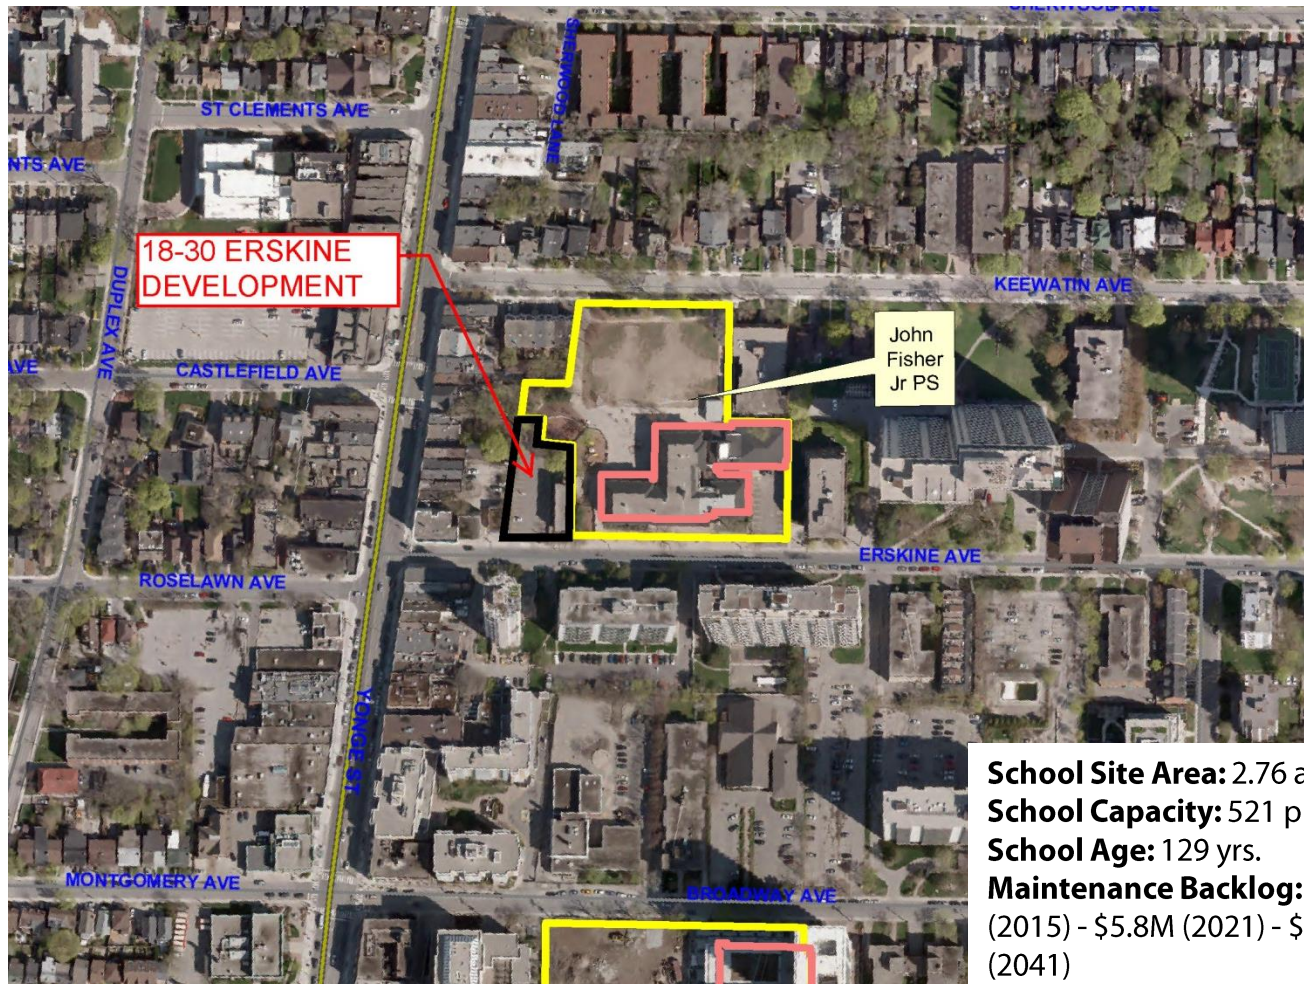 SHERWOOD AVE
SHERWOOD LANE
ST CLEMENTS AVE
NTS AVE
18-30 ERSKINE
DEVELOPMENT
DUPLEX AVE
KEEWATIN AVE
John
Fisher
Jr PS
AVE
CASTLEFIELD AVE
ERSKINE AVE
ROSELAWN AVE
YONGE ST
MONTGOMERY AVE
BROADWAY AVE
School Site Area: 2.76 a
School Capacity: 521 p
School Age: 129 yrs.
Maintenance Backlog:
(2015) - $5.8M (2021) - $
(2041)